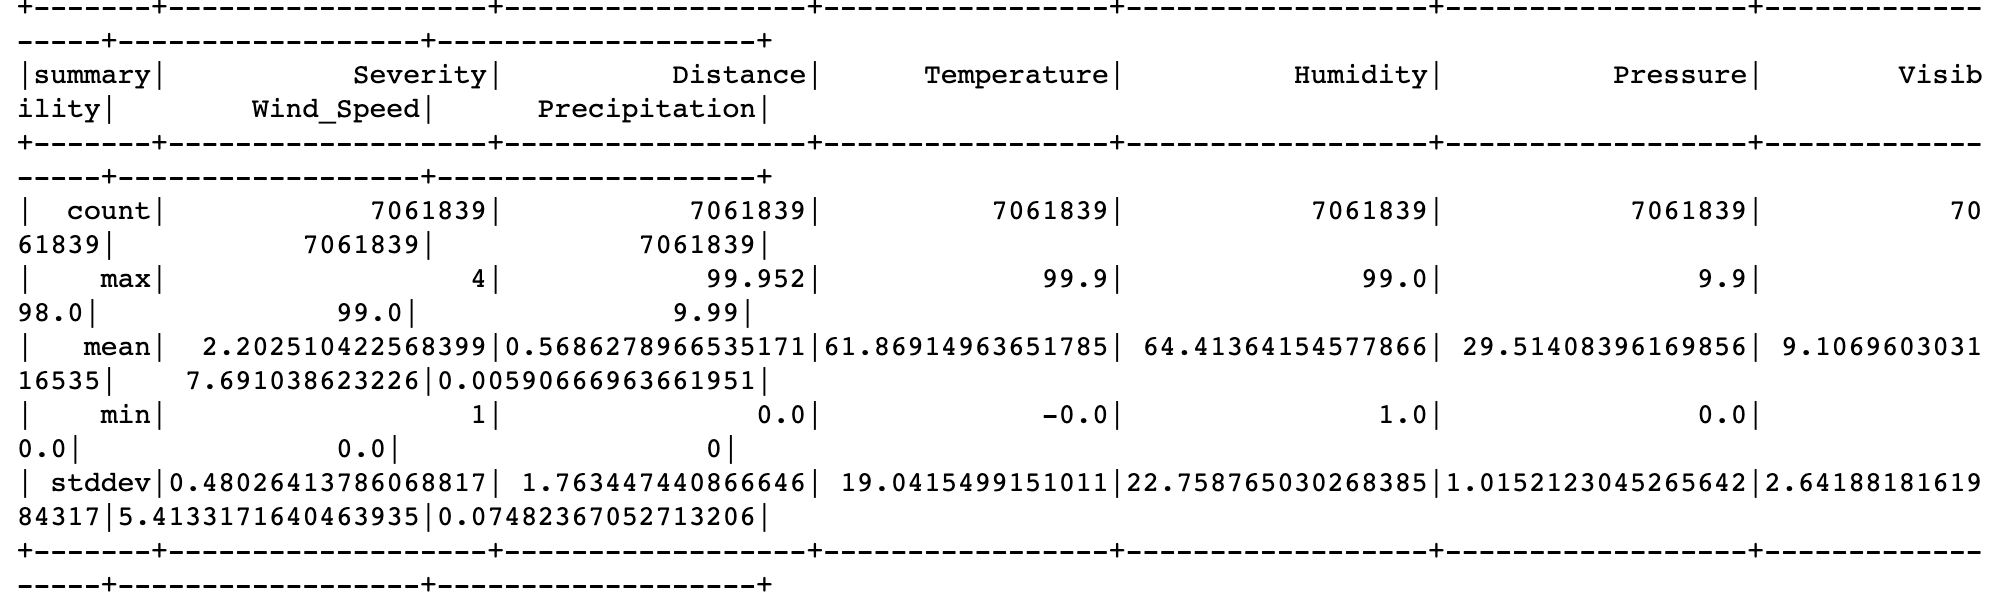 +-------+-------------------+------------------+-----------------+------------------+------------------+-------------
-----+------------------+-------------------+
|summary|           Severity|          Distance|      Temperature|          Humidity|          Pressure|        Visib
ility|        Wind_Speed|      Precipitation|
+-------+-------------------+------------------+-----------------+------------------+------------------+-------------
-----+------------------+-------------------+
|  count|            7061839|           7061839|          7061839|           7061839|           7061839|           70
61839|           7061839|            7061839|
|    max|                  4|            99.952|             99.9|              99.0|               9.9|
98.0|              99.0|               9.99|
|   mean|  2.202510422568399|0.5686278966535171|61.86914963651785| 64.41364154577866| 29.51408396169856| 9.1069603031
16535|    7.691038623226|0.00590666963661951|
|    min|                  1|               0.0|             -0.0|               1.0|               0.0|
0.0|               0.0|                  0|
| stddev|0.48026413786068817| 1.763447440866646| 19.0415499151011|22.758765030268385|1.0152123045265642|2.64188181619
84317|5.4133171640463935|0.07482367052713206|
+-------+-------------------+------------------+-----------------+------------------+------------------+-------------
-----+------------------+-------------------+